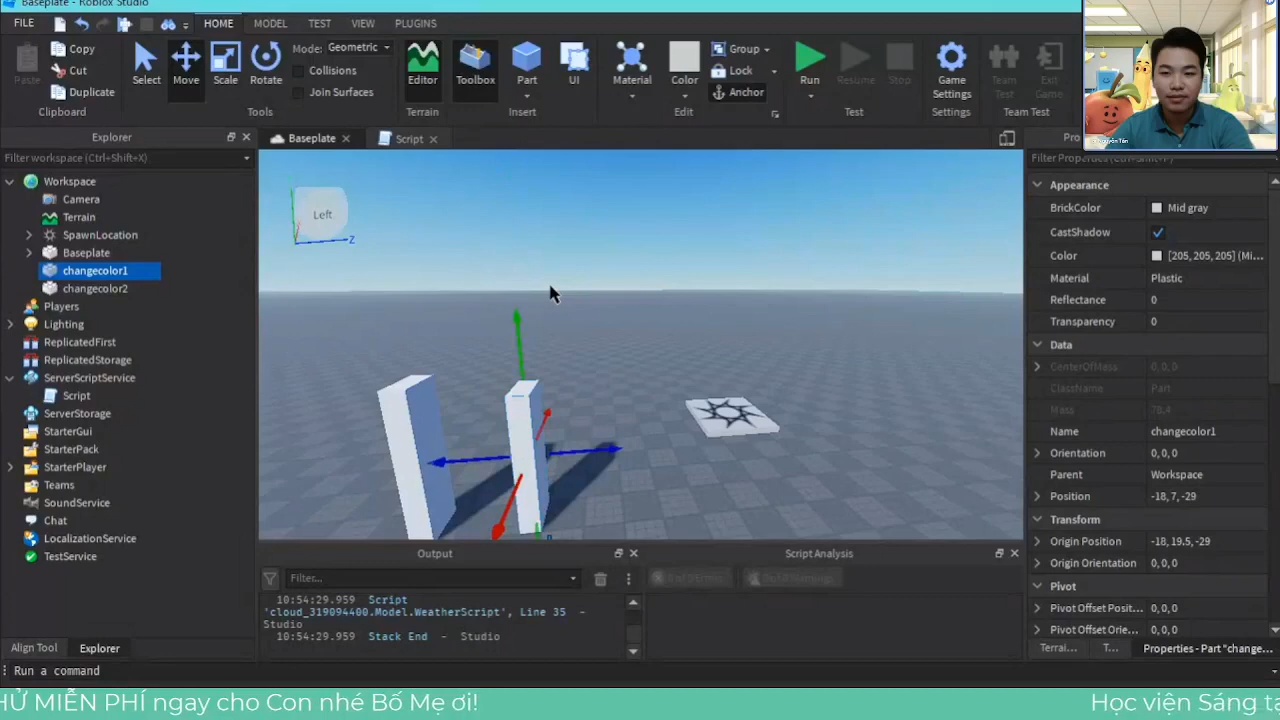 Baseplate - Roblox Studio
FILE HOME MODEL TEST VIEW PLUGINS
Paste Copy Cut Duplicate Clipboard
Select Move Scale Rotate Mode: Geometric Collisions Join Surfaces Tools
Editor Terrain
Toolbox Part UI Insert
Material Color Group Lock Anchor Edit
Run Resume Stop Test
Game Settings Settings
Team Test Exit Game Team Test
Explorer
Filter workspace (Ctrl+Shift+X)
Workspace
Camera
Terrain
SpawnLocation
Baseplate
changecolor1
changecolor2
Players
Lighting
ReplicatedFirst
ReplicatedStorage
ServerScriptService
Script
ServerStorage
StarterGui
StarterPack
StarterPlayer
Teams
SoundService
Chat
LocalizationService
TestService
Align Tool Explorer
Baseplate Script
Left
Z
Output
Filter...
10:54:29.959 Script
'cloud_319094400.Model.WeatherScript', Line 35 -
Studio
10:54:29.959 Stack End - Studio
Script Analysis
Appearance
BrickColor Mid gray
CastShadow
Color [205, 205, 205] (Mi...
Material Plastic
Reflectance 0
Transparency 0
Data
CenterOfMass 0, 0, 0
ClassName Part
Mass 78.4
Name changecolor1
Orientation 0, 0, 0
Parent Workspace
Position -18, 7, -29
Transform
Origin Position -18, 19.5, -29
Origin Orientation 0, 0, 0
Pivot
Pivot Offset Posit... 0, 0, 0
Pivot Offset Orie... 0, 0, 0
Terrai... T... Properties - Part "change...
Run a command
HỬ MIỄN PHÍ ngay cho Con nhé Bố Mẹ ơi! Học viện Sáng tạ